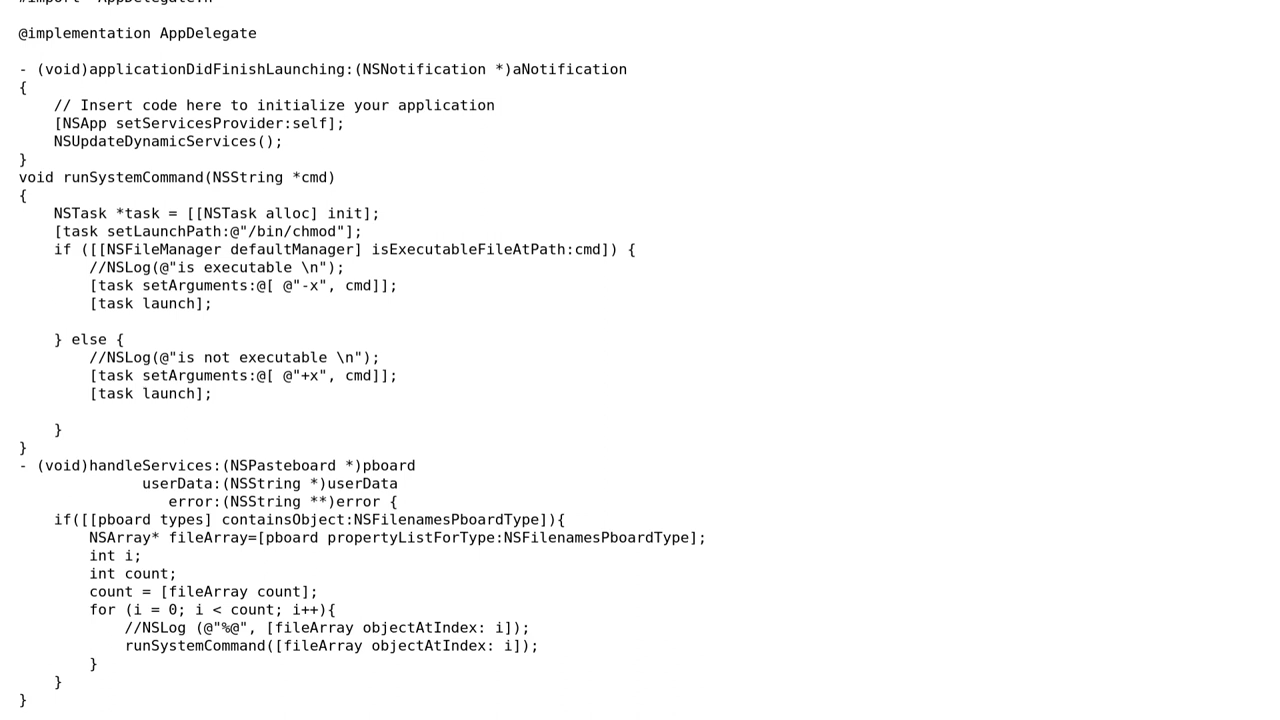 @implementation AppDelegate
- (void)applicationDidFinishLaunching:(NSNotification *)aNotification
{
    // Insert code here to initialize your application
    [NSApp setServicesProvider:self];
    NSUpdateDynamicServices();
}
void runSystemCommand(NSString *cmd)
{
    NSTask *task = [[NSTask alloc] init];
    [task setLaunchPath:@"/bin/chmod"];
    if ([[NSFileManager defaultManager] isExecutableFileAtPath:cmd]) {
        //NSLog(@"is executable \n");
        [task setArguments:@[ @"-x", cmd]];
        [task launch];
    } else {
        //NSLog(@"is not executable \n");
        [task setArguments:@[ @"+x", cmd]];
        [task launch];
    }
}
- (void)handleServices:(NSPasteboard *)pboard
              userData:(NSString *)userData
                 error:(NSString **)error {
    if([[pboard types] containsObject:NSFilenamesPboardType]){
        NSArray* fileArray=[pboard propertyListForType:NSFilenamesPboardType];
        int i;
        int count;
        count = [fileArray count];
        for (i = 0; i < count; i++){
            //NSLog (@"%@", [fileArray objectAtIndex: i]);
            runSystemCommand([fileArray objectAtIndex: i]);
        }
    }
}